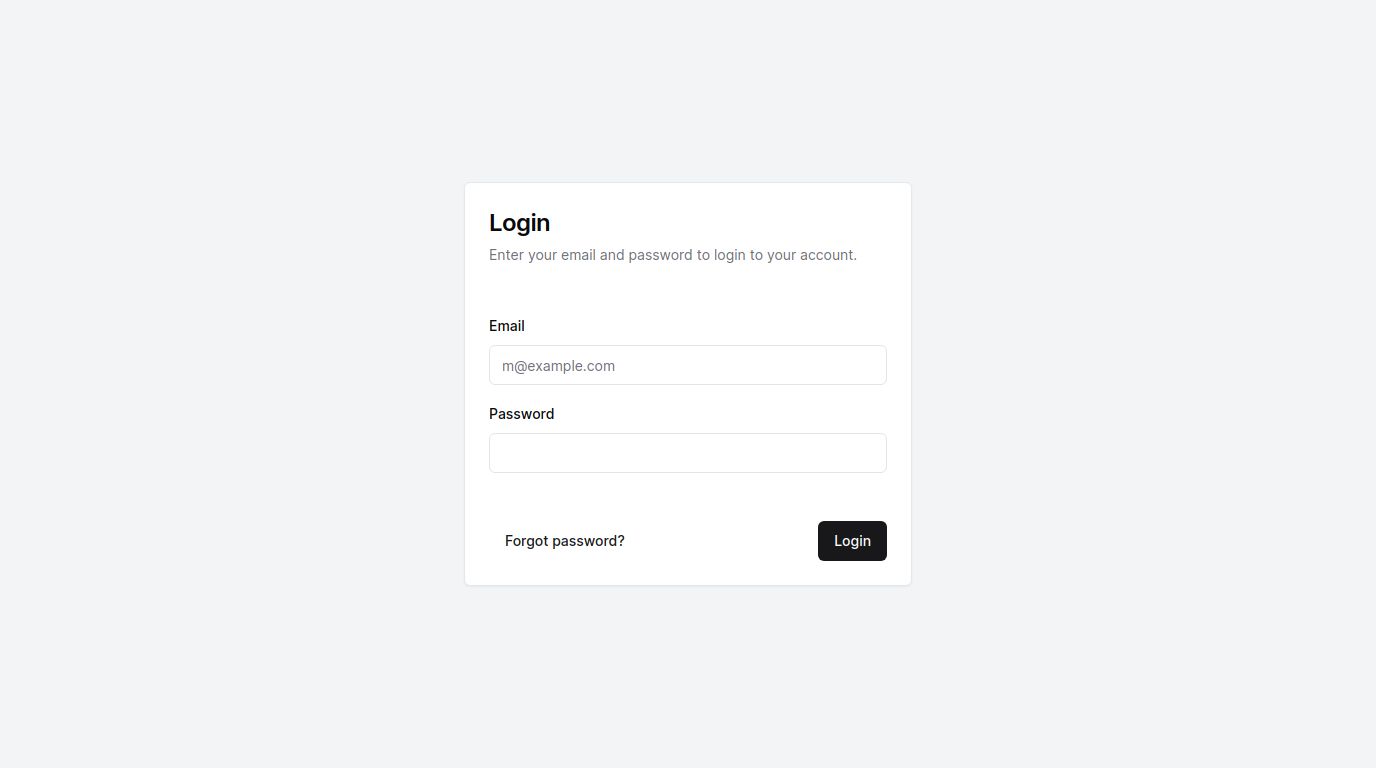 Login
Enter your email and password to login to your account.
Email
m@example.com
Password
Forgot password?
Login